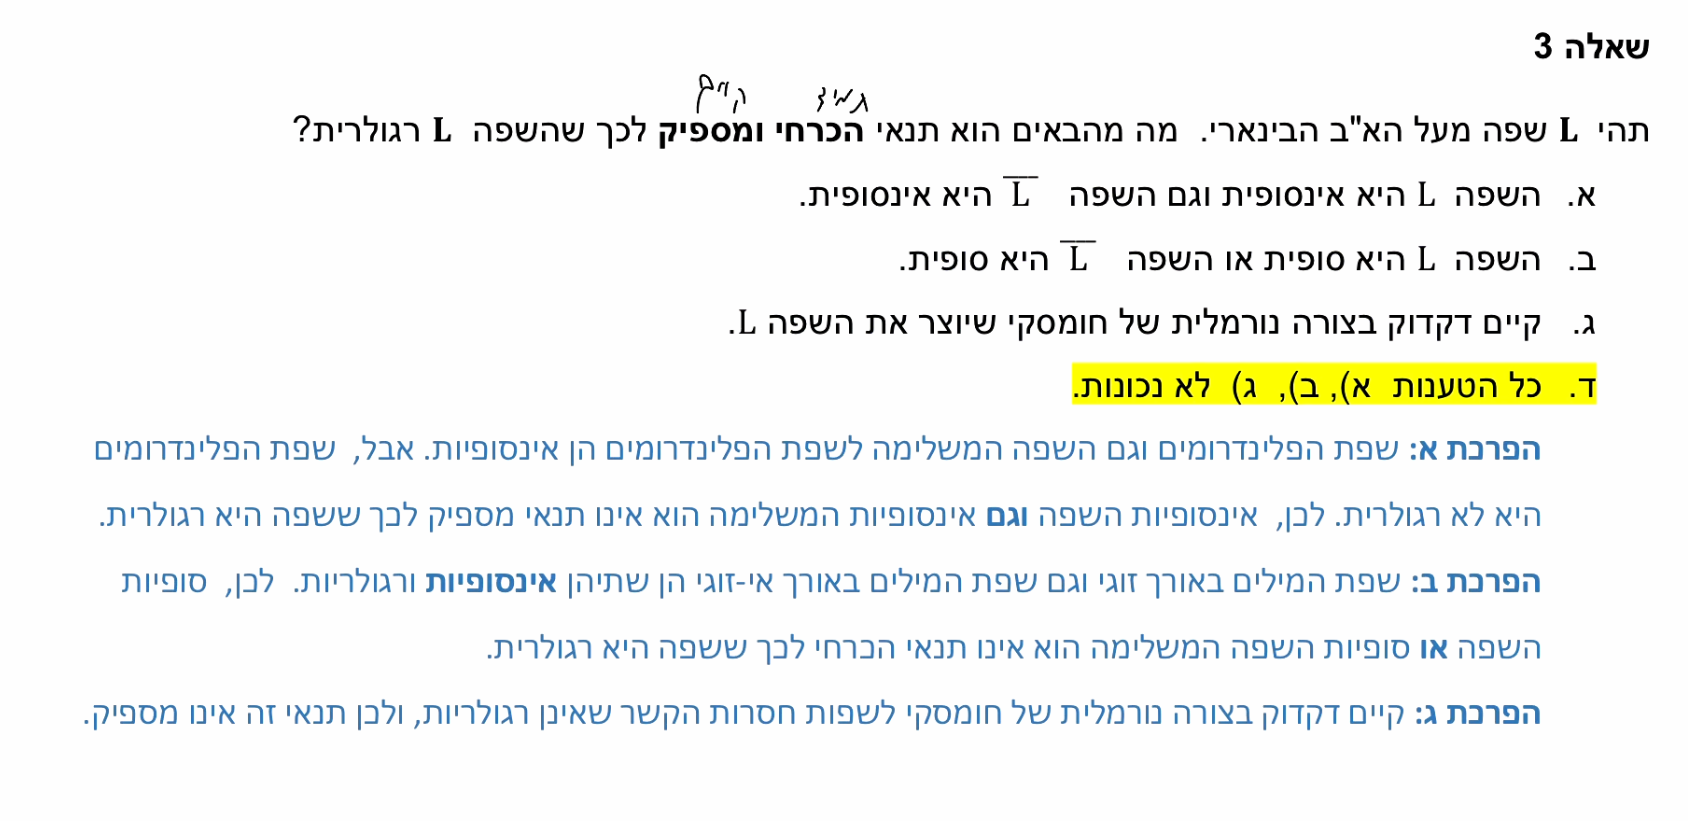 שאלה 3
תמיד קיים
תהי L שפה מעל הא"ב הבינארי. מה מהבאים הוא תנאי הכרחי ומספיק לכך שהשפה L רגולרית?
א. השפה L היא אינסופית וגם השפה L̅ היא אינסופית.
ב. השפה L היא סופית או השפה L̅ היא סופית.
ג. קיים דקדוק בצורה נורמלית של חומסקי שיוצר את השפה L.
ד. כל הטענות א), ב), ג) לא נכונות.
הפרכת א: שפת הפלינדרומים וגם השפה המשלימה לשפת הפלינדרומים הן אינסופיות. אבל, שפת הפלינדרומים
היא לא רגולרית. לכן, אינסופיות השפה וגם אינסופיות המשלימה הוא אינו תנאי מספיק לכך ששפה היא רגולרית.
הפרכת ב: שפת המילים באורך זוגי וגם שפת המילים באורך אי-זוגי הן שתיהן אינסופיות ורגולריות. לכן, סופיות
השפה או סופיות השפה המשלימה הוא אינו תנאי הכרחי לכך ששפה היא רגולרית.
הפרכת ג: קיים דקדוק בצורה נורמלית של חומסקי לשפות חסרות הקשר שאינן רגולריות, ולכן תנאי זה אינו מספיק.